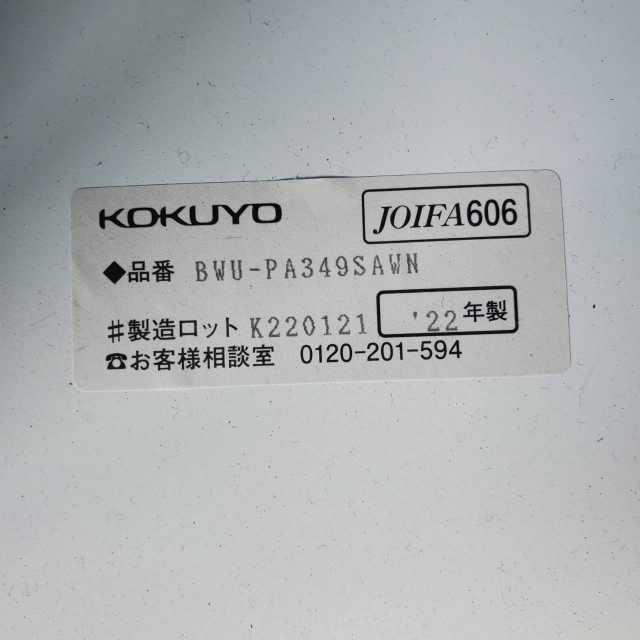 KOKUYO JOIFA606
◆品番 BWU-PA349SAWN
#製造ロット K220121 '22年製
☎お客様相談室 0120-201-594